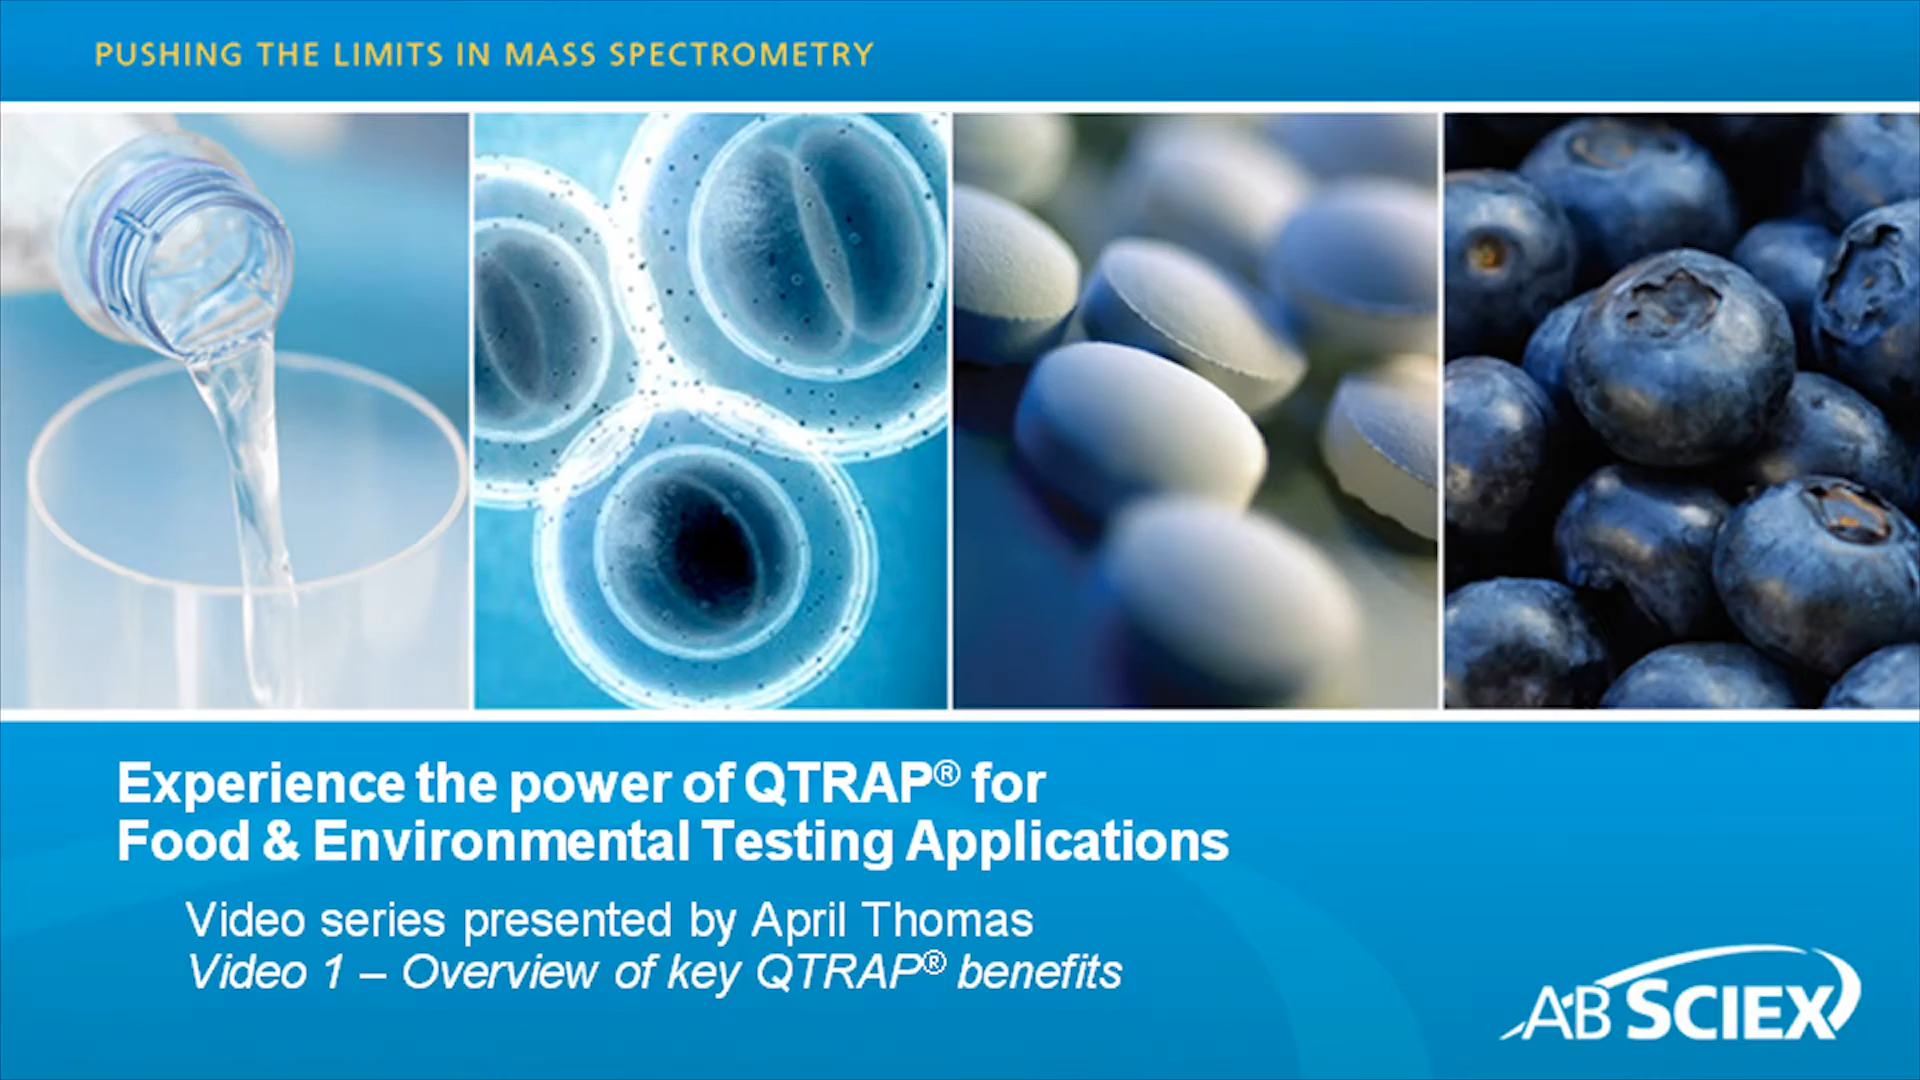 PUSHING THE LIMITS IN MASS SPECTROMETRY
Experience the power of QTRAP® for
Food & Environmental Testing Applications
Video series presented by April Thomas
Video 1 – Overview of key QTRAP® benefits
AB SCIEX